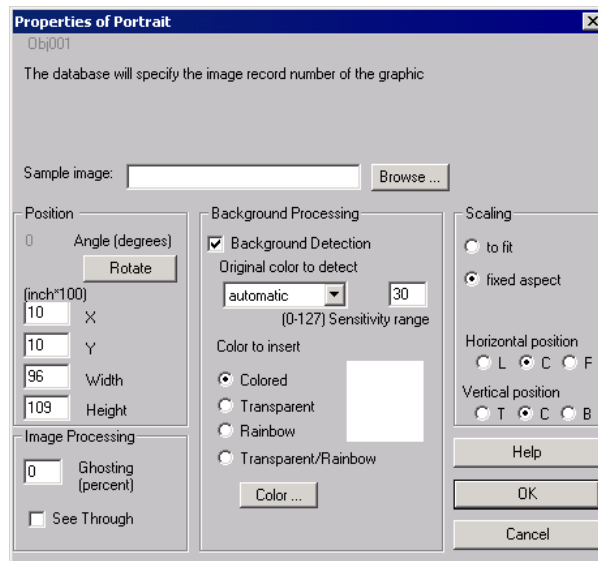 Properties of Portrait
Obj001
The database will specify the image record number of the graphic
Sample image:
Browse ...
Position
0 Angle (degrees)
Rotate
(inch*100)
10 X
10 Y
96 Width
109 Height
Image Processing
0 Ghosting
(percent)
See Through
Background Processing
Background Detection
Original color to detect
automatic 30
(0-127) Sensitivity range
Color to insert
Colored
Transparent
Rainbow
Transparent/Rainbow
Color ...
Scaling
to fit
fixed aspect
Horizontal position
L C F
Vertical position
T C B
Help
OK
Cancel